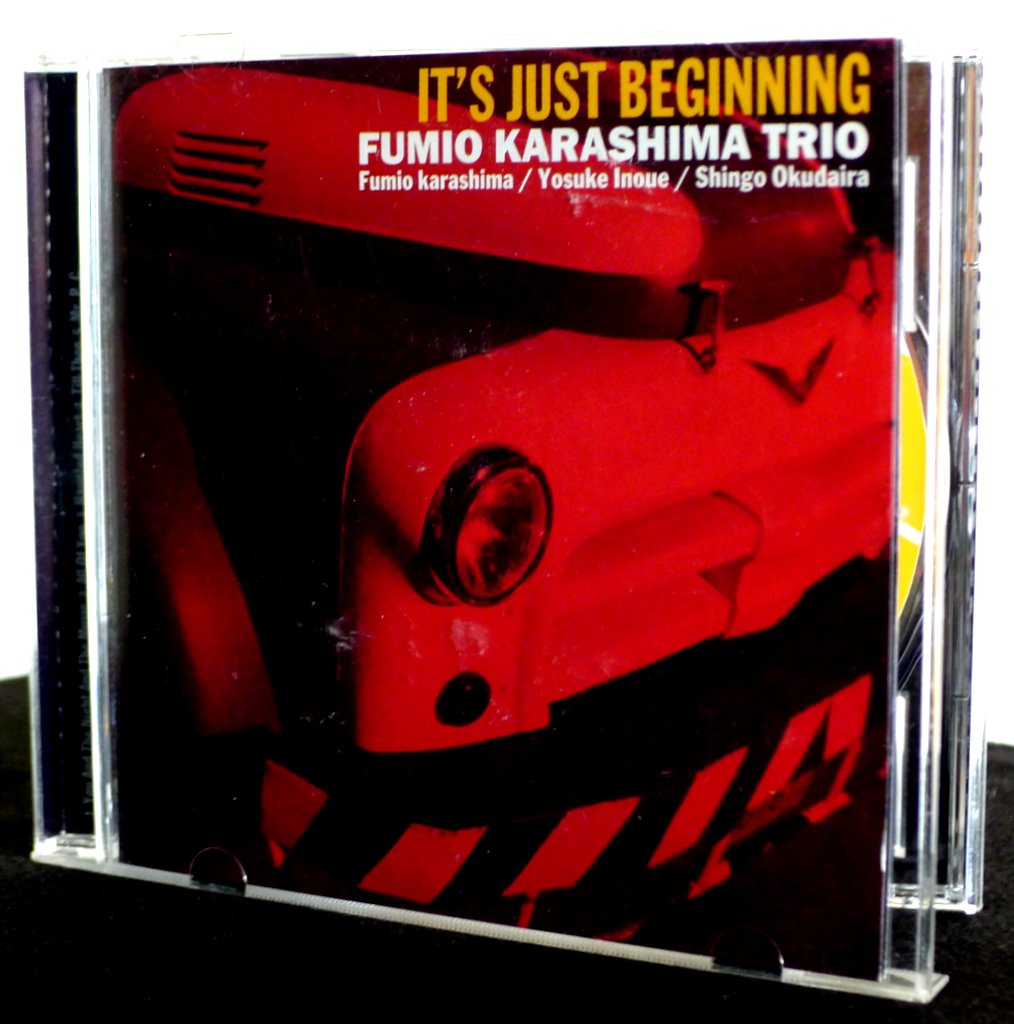 IT'S JUST BEGINNING
FUMIO KARASHIMA TRIO
Fumio karashima / Yosuke Inoue / Shingo Okudaira